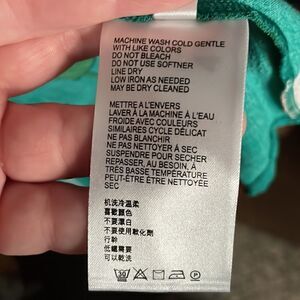 MACHINE WASH COLD GENTLE
WITH LIKE COLORS
DO NOT BLEACH
DO NOT USE SOFTNER
LINE DRY
LOW IRON AS NEEDED
MAY BE DRY CLEANED
METTRE A L'ENVERS
LAVER À LA MACHINE À L'EAU
FROIDE AVEC COULEURS
SIMILAIRES CYCLE DÉLICAT
NE PAS BLANCHIR
NE PAS NETTOYER À SEC
SUSPENDRE POUR SECHER
REPASSER, AU BESOIN, À
TRÈS BASSE TEMPÉRATURE
PEUT-ÊTRE ÊTRE NETTOYÉE
SEC
机洗冷溫柔
喜歡顏色
不要漂白
不要使用軟化劑
行幹
低鐵需要
可以乾洗
30
P